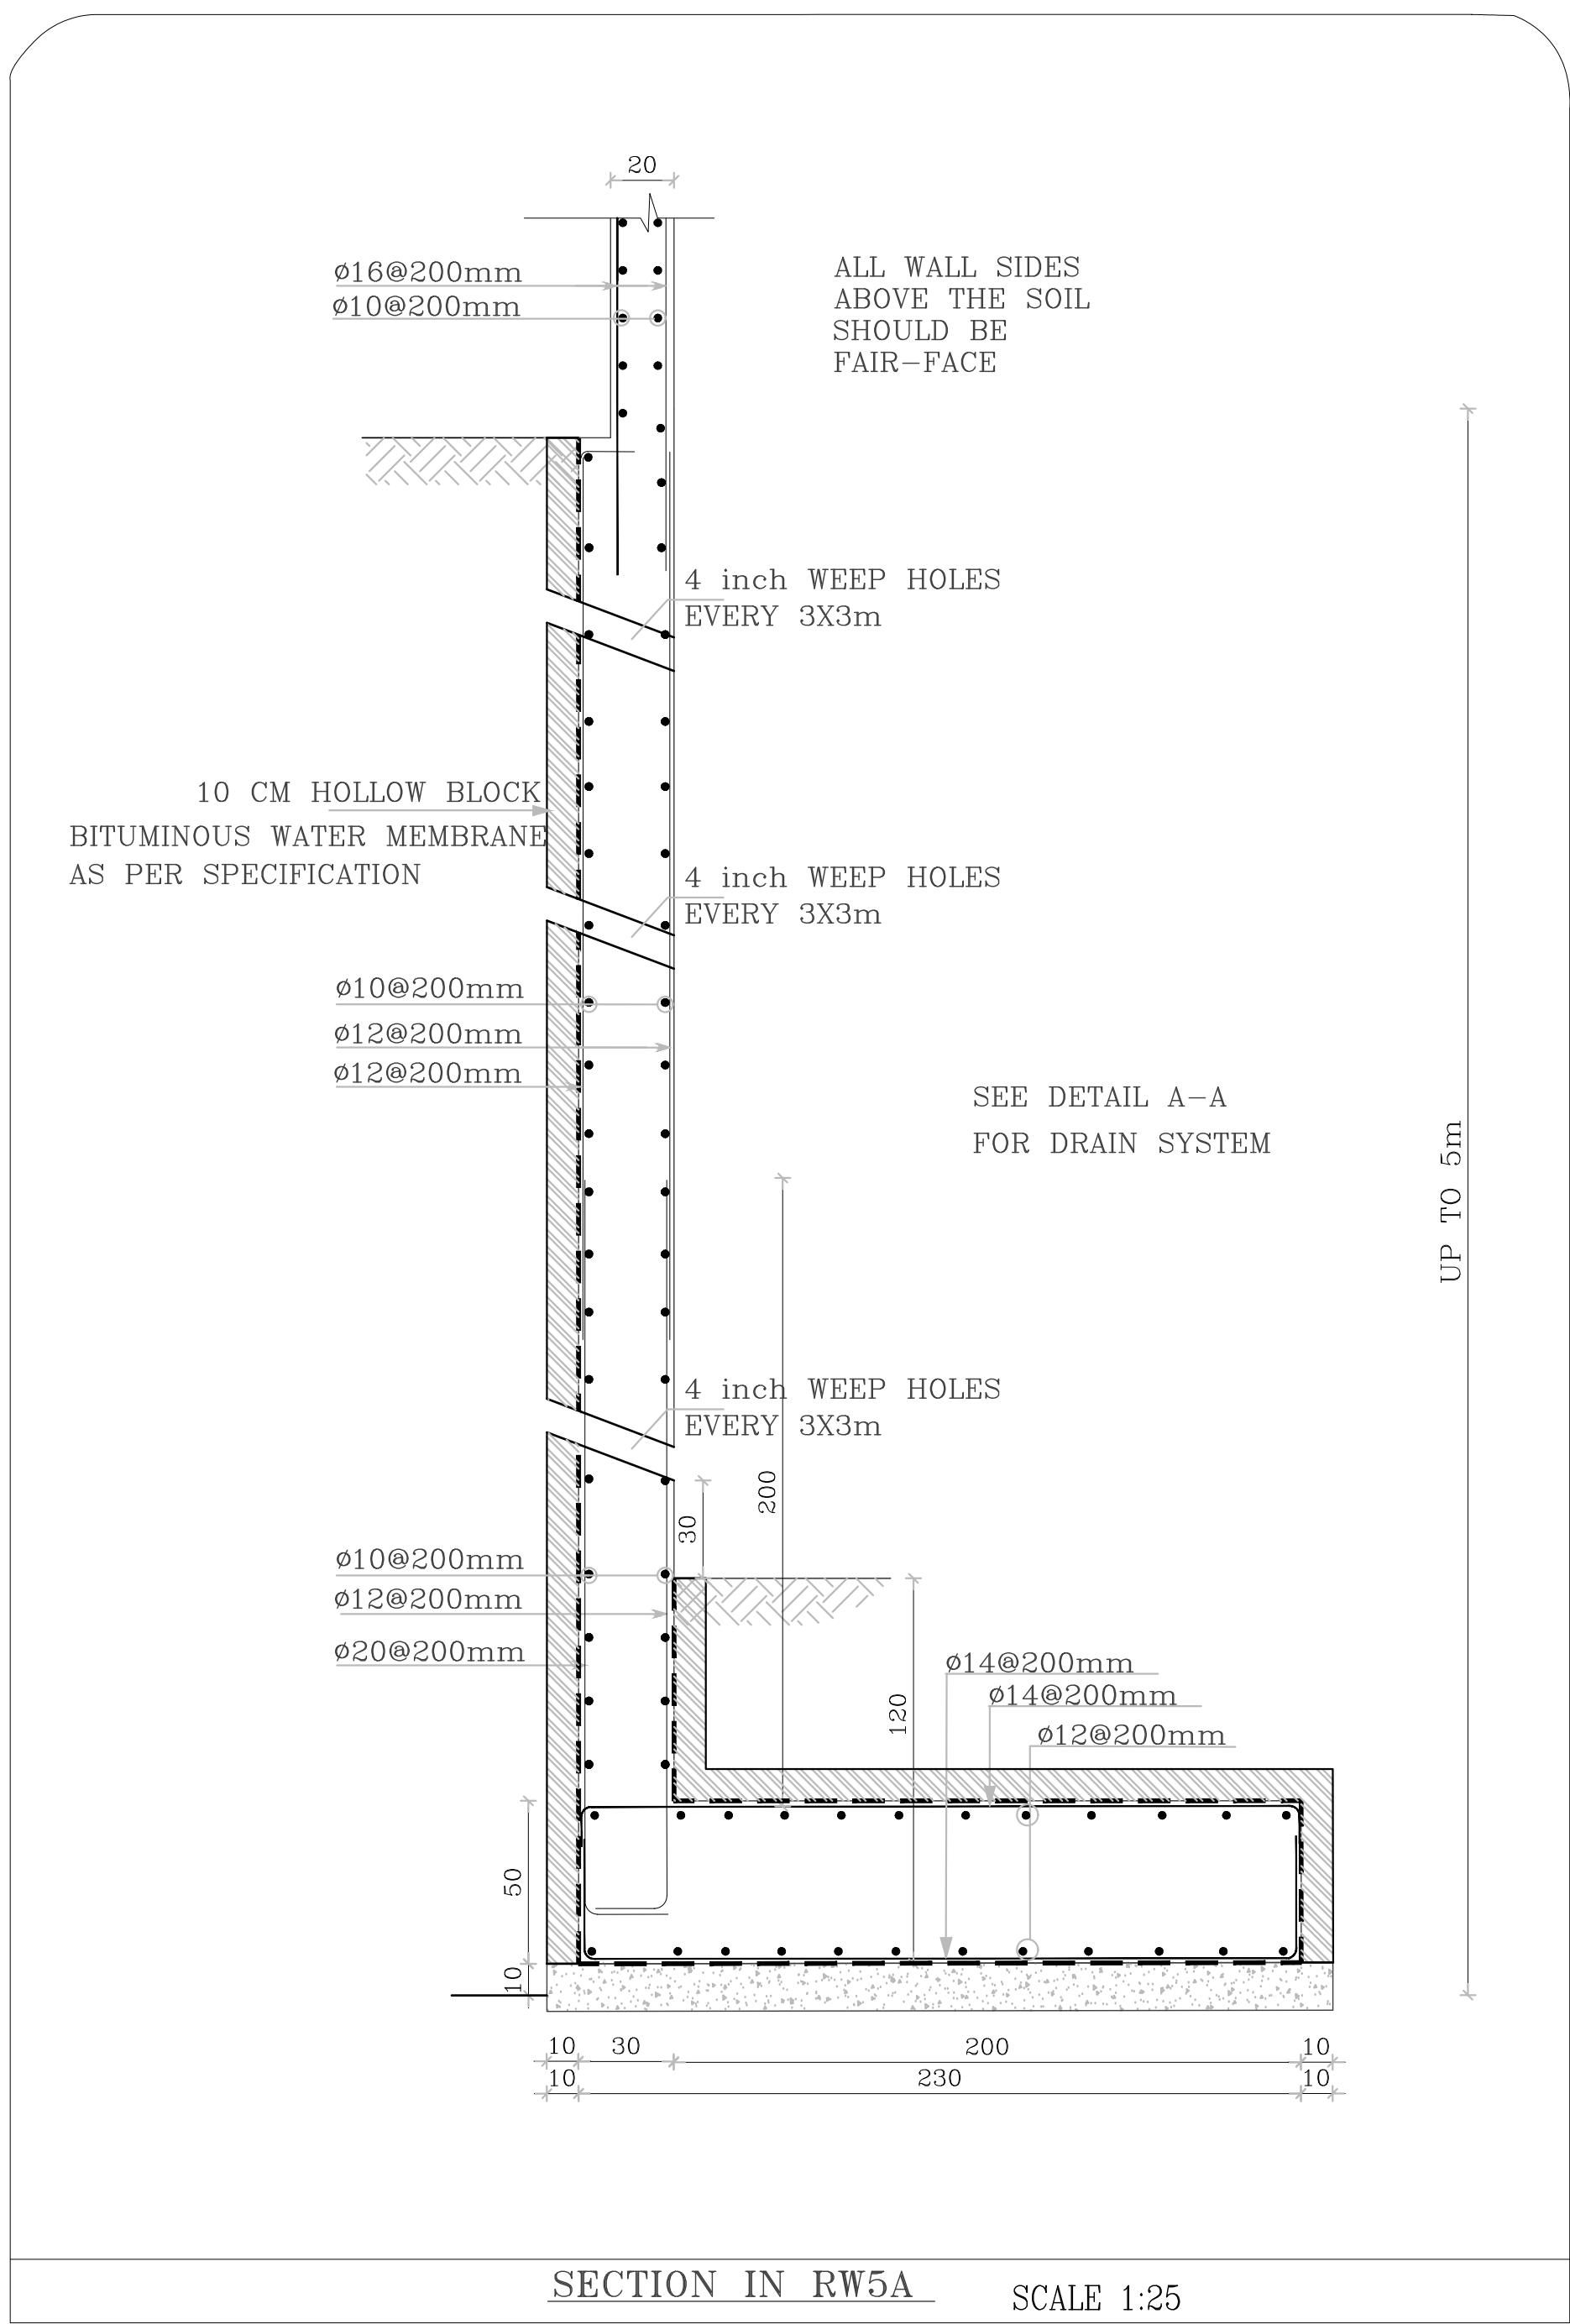 20
ø16@200mm
ø10@200mm
ALL WALL SIDES
ABOVE THE SOIL
SHOULD BE
FAIR-FACE
4 inch WEEP HOLES
EVERY 3X3m
10 CM HOLLOW BLOCK
BITUMINOUS WATER MEMBRANE
AS PER SPECIFICATION
4 inch WEEP HOLES
EVERY 3X3m
ø10@200mm
ø12@200mm
ø12@200mm
SEE DETAIL A-A
FOR DRAIN SYSTEM
UP TO 5m
4 inch WEEP HOLES
EVERY 3X3m
200
30
ø10@200mm
ø12@200mm
ø20@200mm
ø14@200mm
ø14@200mm
ø12@200mm
120
50
10
10 30 200 10
10 230 10
SECTION IN RW5A SCALE 1:25